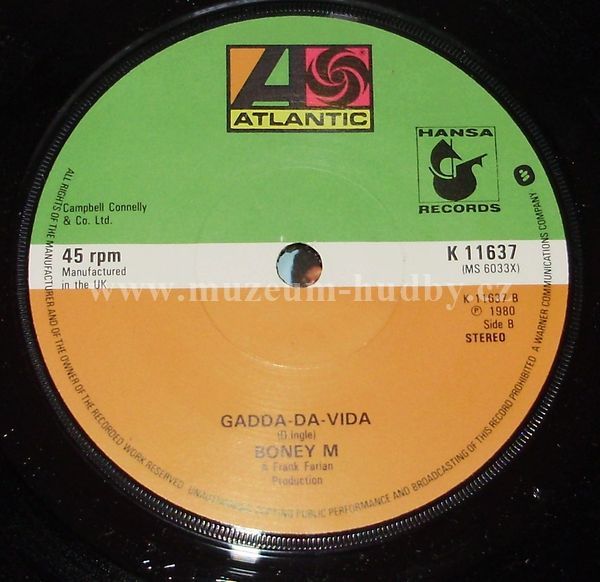 ATLANTIC
HANSA
RECORDS
Campbell Connelly
& Co. Ltd.
45 rpm
Manufactured
in the UK.
K 11637
(MS 6033X)
www.muzeum-hudby.cz
K 11637 B
℗ 1980
Side B
STEREO
GADDA-DA-VIDA
(D.ingle)
BONEY M
A Frank Farian
Production
ALL RIGHTS OF THE MANUFACTURER AND OF THE OWNER OF THE RECORDED WORK RESERVED. UNAUTHORISED COPYING PUBLIC PERFORMANCE AND BROADCASTING OF THIS RECORD PROHIBITED. A WARNER COMMUNICATIONS COMPANY